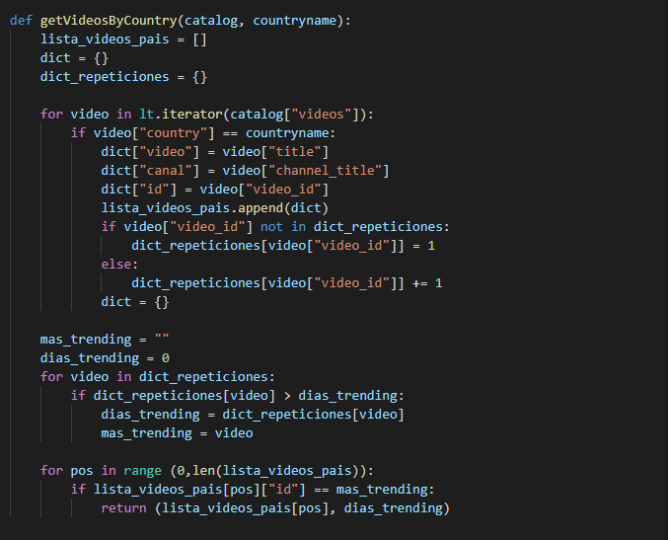 def getVideosByCountry(catalog, countryname):
    lista_videos_pais = []
    dict = {}
    dict_repeticiones = {}

    for video in lt.iterator(catalog["videos"]):
        if video["country"] == countryname:
            dict["video"] = video["title"]
            dict["canal"] = video["channel_title"]
            dict["id"] = video["video_id"]
            lista_videos_pais.append(dict)
            if video["video_id"] not in dict_repeticiones:
                dict_repeticiones[video["video_id"]] = 1
            else:
                dict_repeticiones[video["video_id"]] += 1
            dict = {}

    mas_trending = ""
    dias_trending = 0
    for video in dict_repeticiones:
        if dict_repeticiones[video] > dias_trending:
            dias_trending = dict_repeticiones[video]
            mas_trending = video

    for pos in range (0,len(lista_videos_pais)):
        if lista_videos_pais[pos]["id"] == mas_trending:
            return (lista_videos_pais[pos], dias_trending)